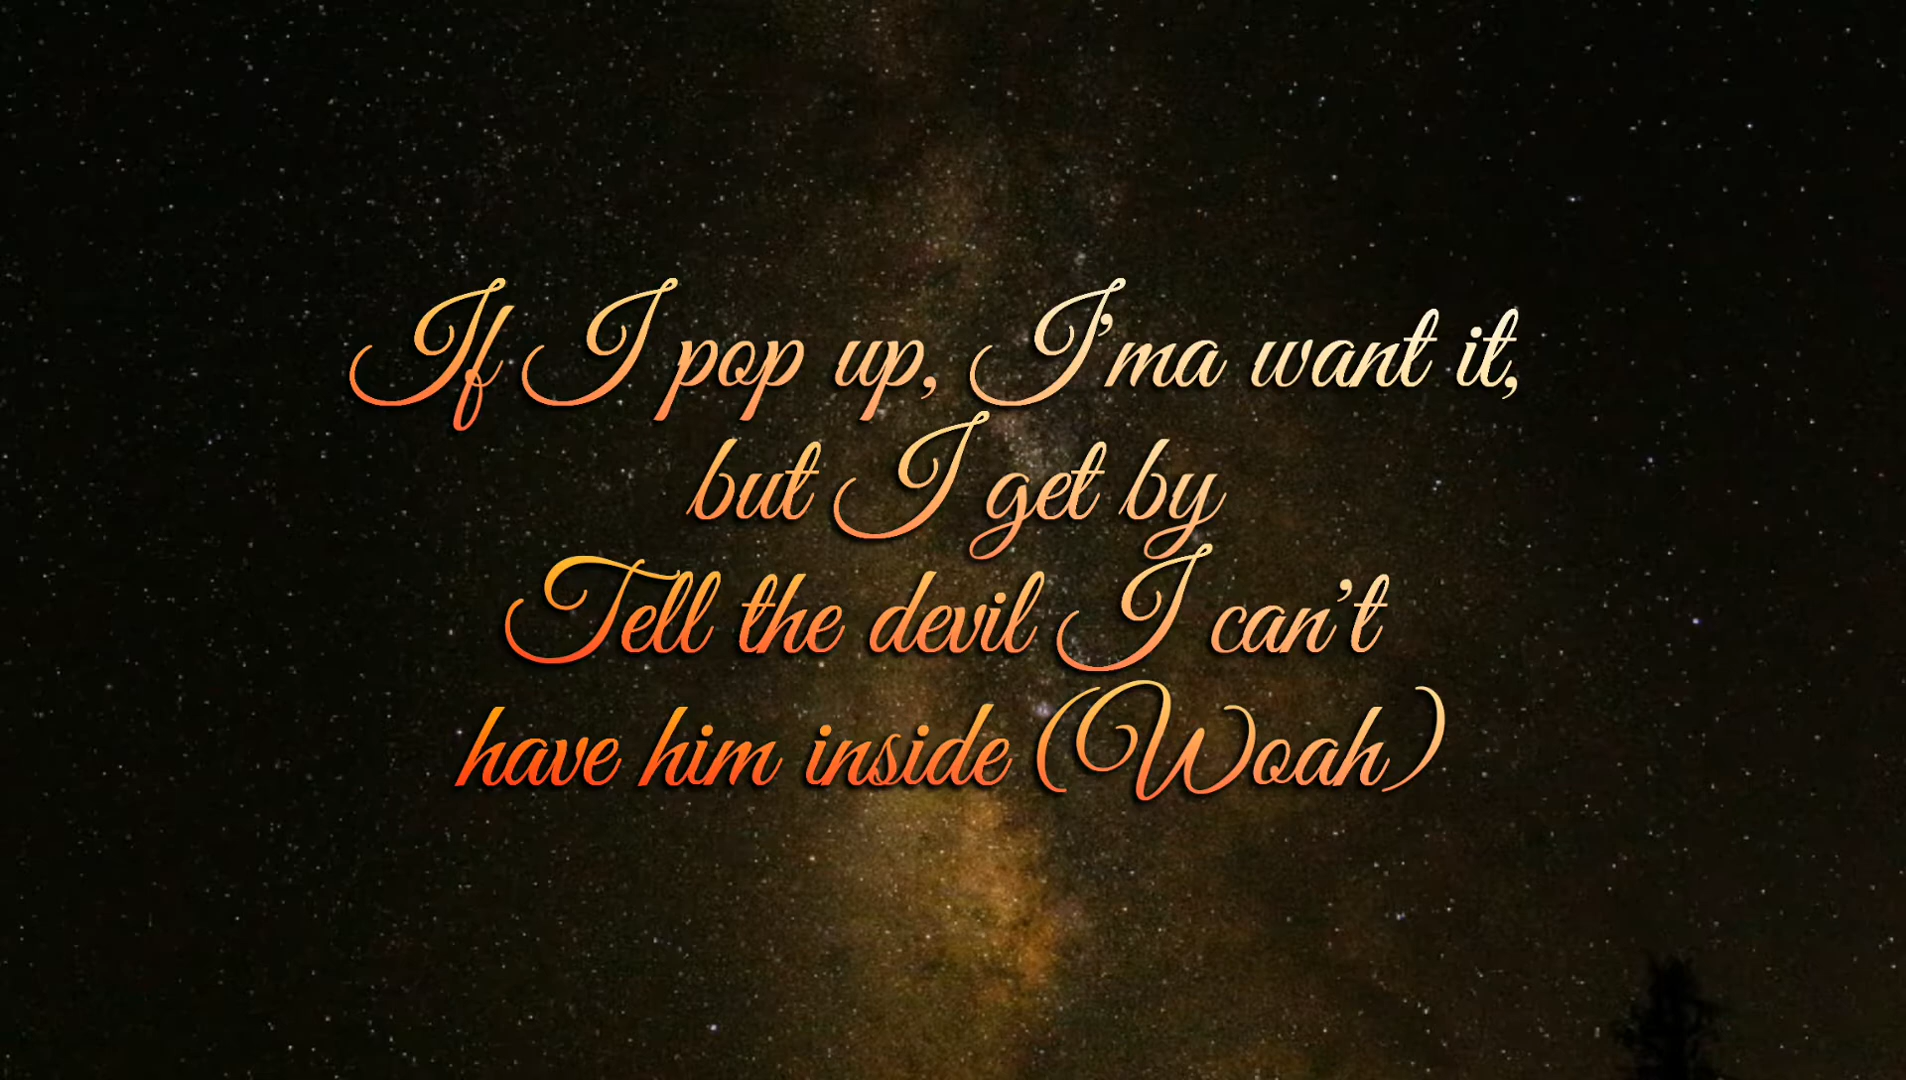 If I pop up, I'ma want it,
but I get by
Tell the devil I can't
have him inside (Woah)